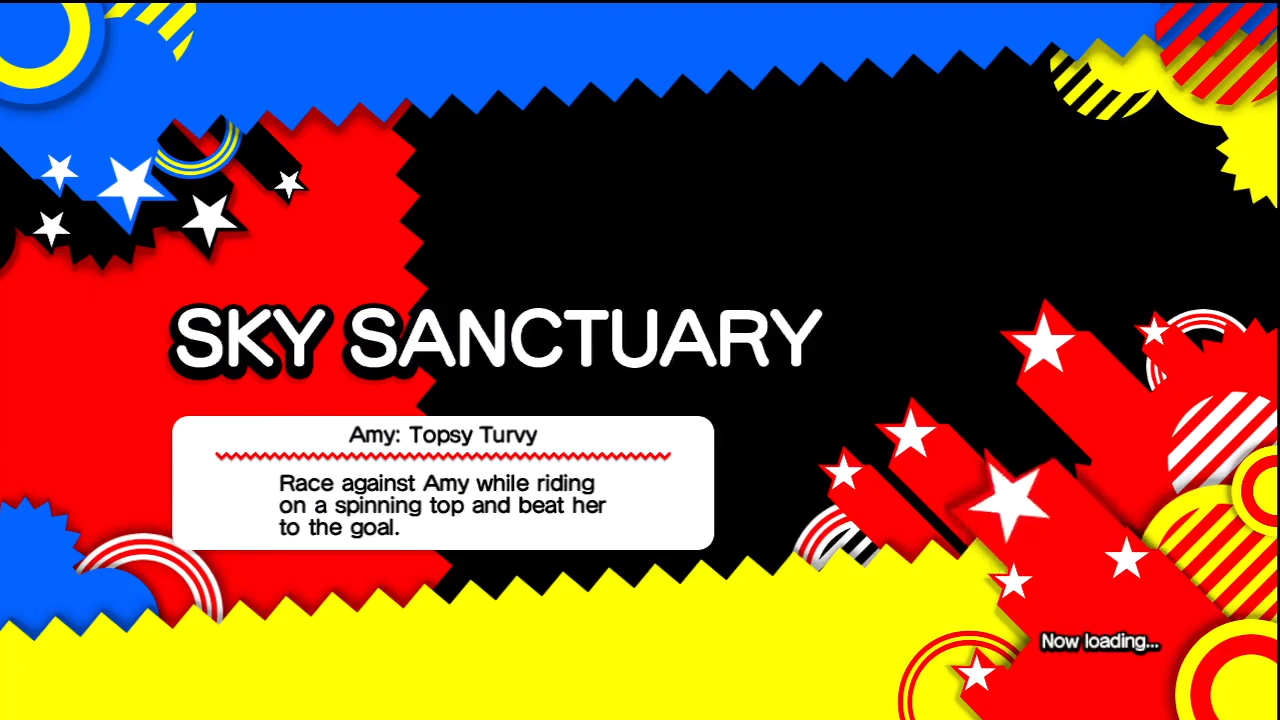 SKY SANCTUARY
Amy: Topsy Turvy
Race against Amy while riding
on a spinning top and beat her
to the goal.
Now loading...